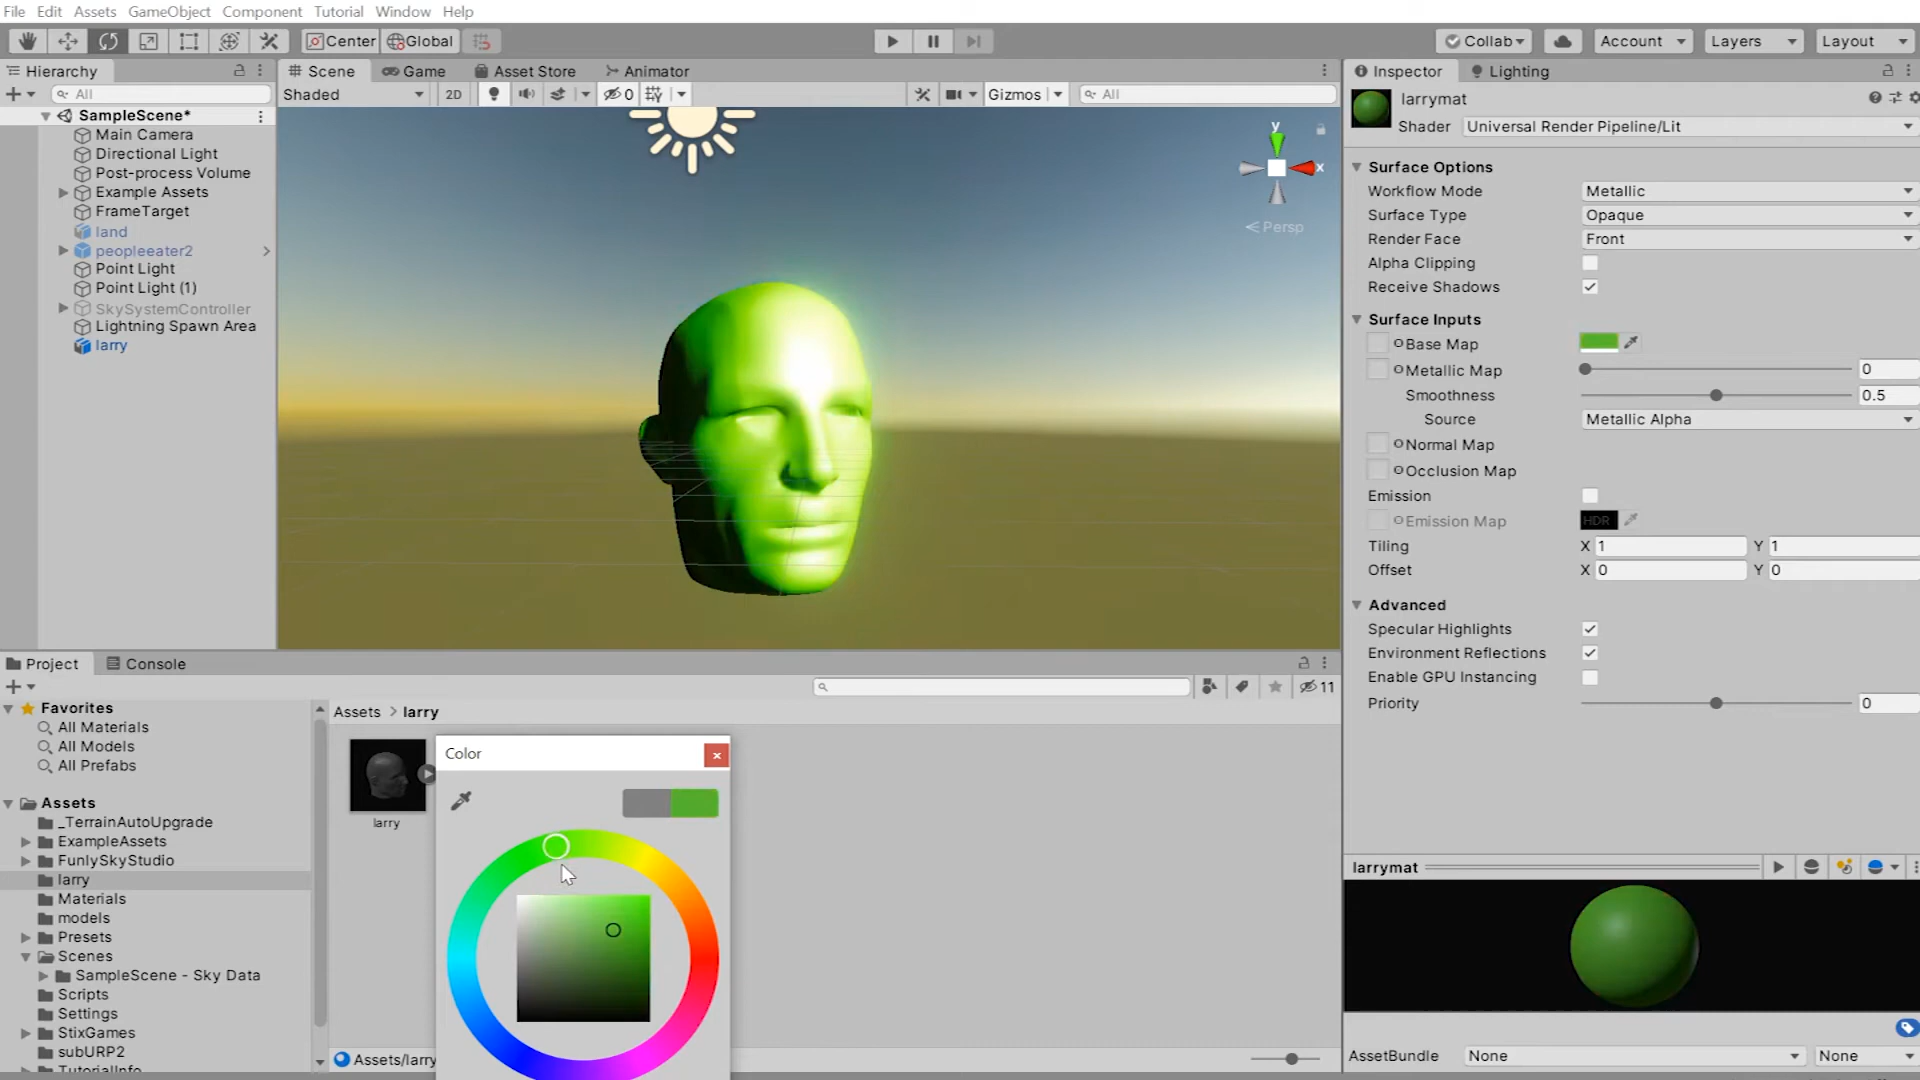 File Edit Assets GameObject Component Tutorial Window Help
Center Global Collab Account Layers Layout
Hierarchy
All
SampleScene*
Main Camera
Directional Light
Post-process Volume
Example Assets
FrameTarget
land
peopleeater2
Point Light
Point Light (1)
SkySystemController
Lightning Spawn Area
larry
Scene Game Asset Store Animator
Shaded 2D 0 Gizmos All
y
x
Persp
Inspector Lighting
larrymat
Shader Universal Render Pipeline/Lit
Surface Options
Workflow Mode Metallic
Surface Type Opaque
Render Face Front
Alpha Clipping
Receive Shadows
Surface Inputs
Base Map
Metallic Map 0
Smoothness 0.5
Source Metallic Alpha
Normal Map
Occlusion Map
Emission
Emission Map HDR
Tiling X 1 Y 1
Offset X 0 Y 0
Advanced
Specular Highlights
Environment Reflections
Enable GPU Instancing
Priority 0
larrymat
AssetBundle None None
Project Console
11
Favorites
All Materials
All Models
All Prefabs
Assets
_TerrainAutoUpgrade
ExampleAssets
FunlySkyStudio
larry
Materials
models
Presets
Scenes
SampleScene - Sky Data
Scripts
Settings
StixGames
subURP2
TutorialInfo
Assets > larry
larry
Color
Assets/larry